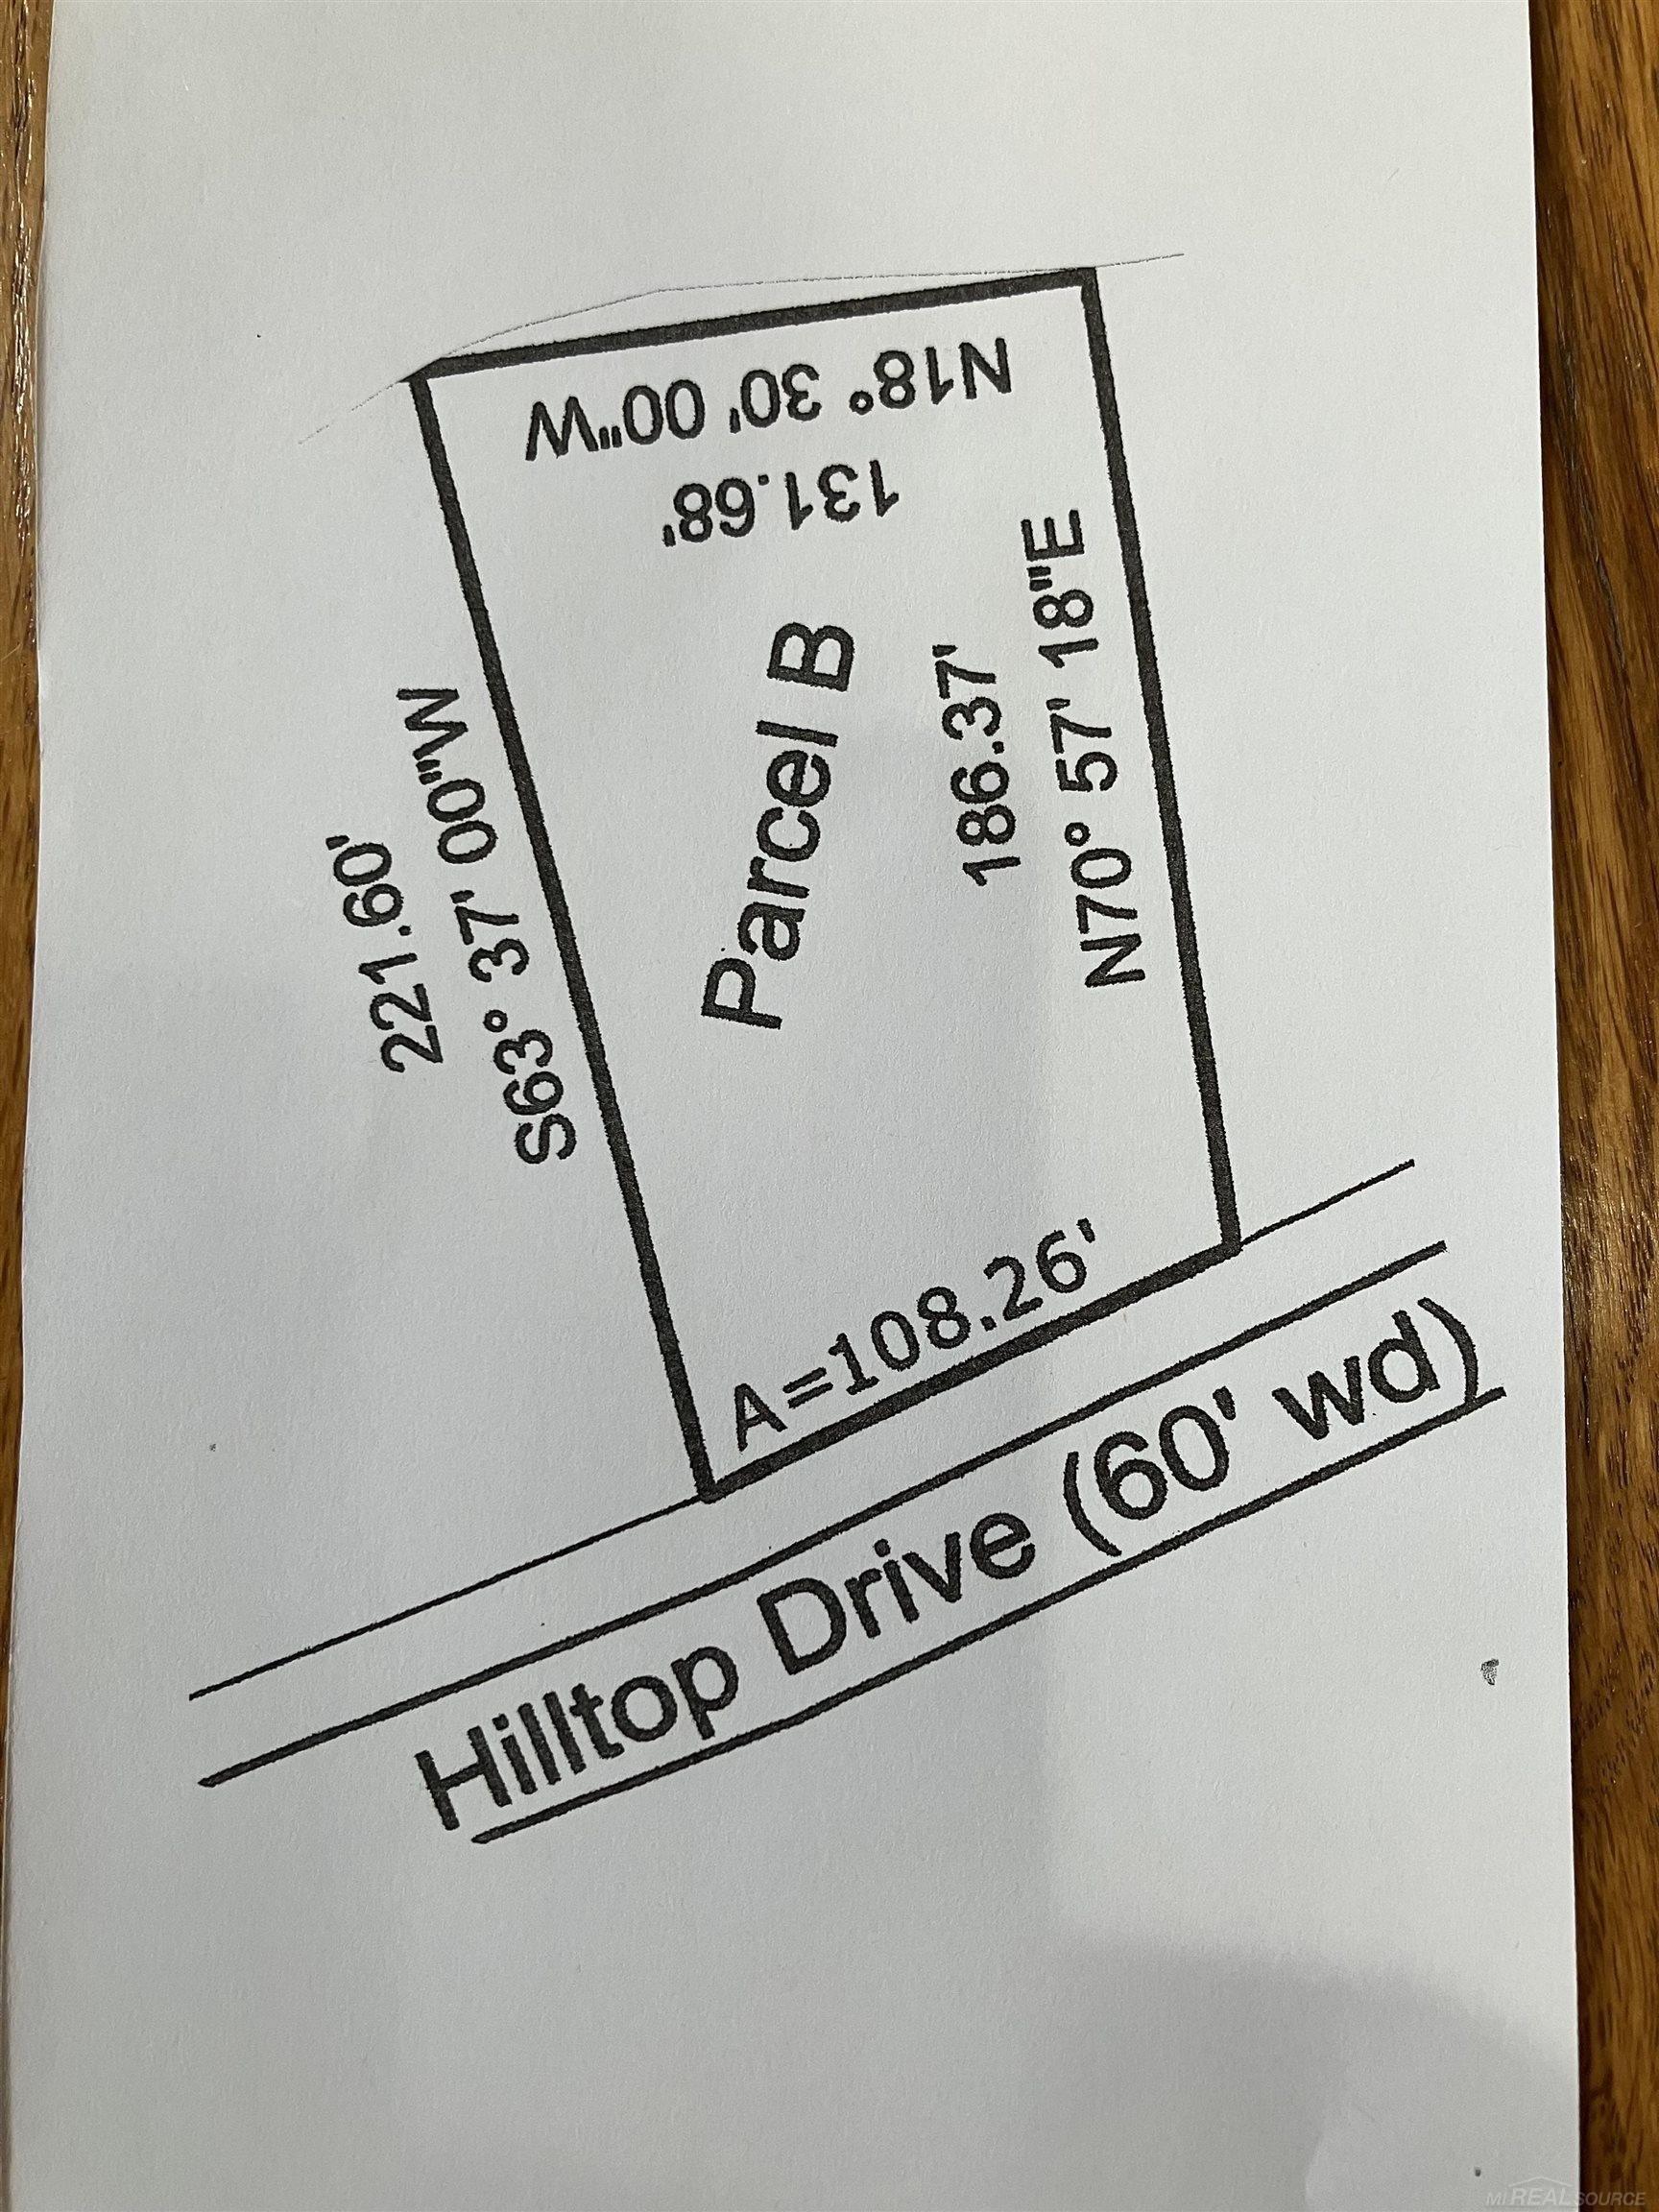 N18° 30' 00"W
131.68'
221.60'
S63° 37' 00"W
Parcel B
186.37'
N70° 57' 18"E
A=108.26'
Hilltop Drive (60' wd)
MiREALSOURCE